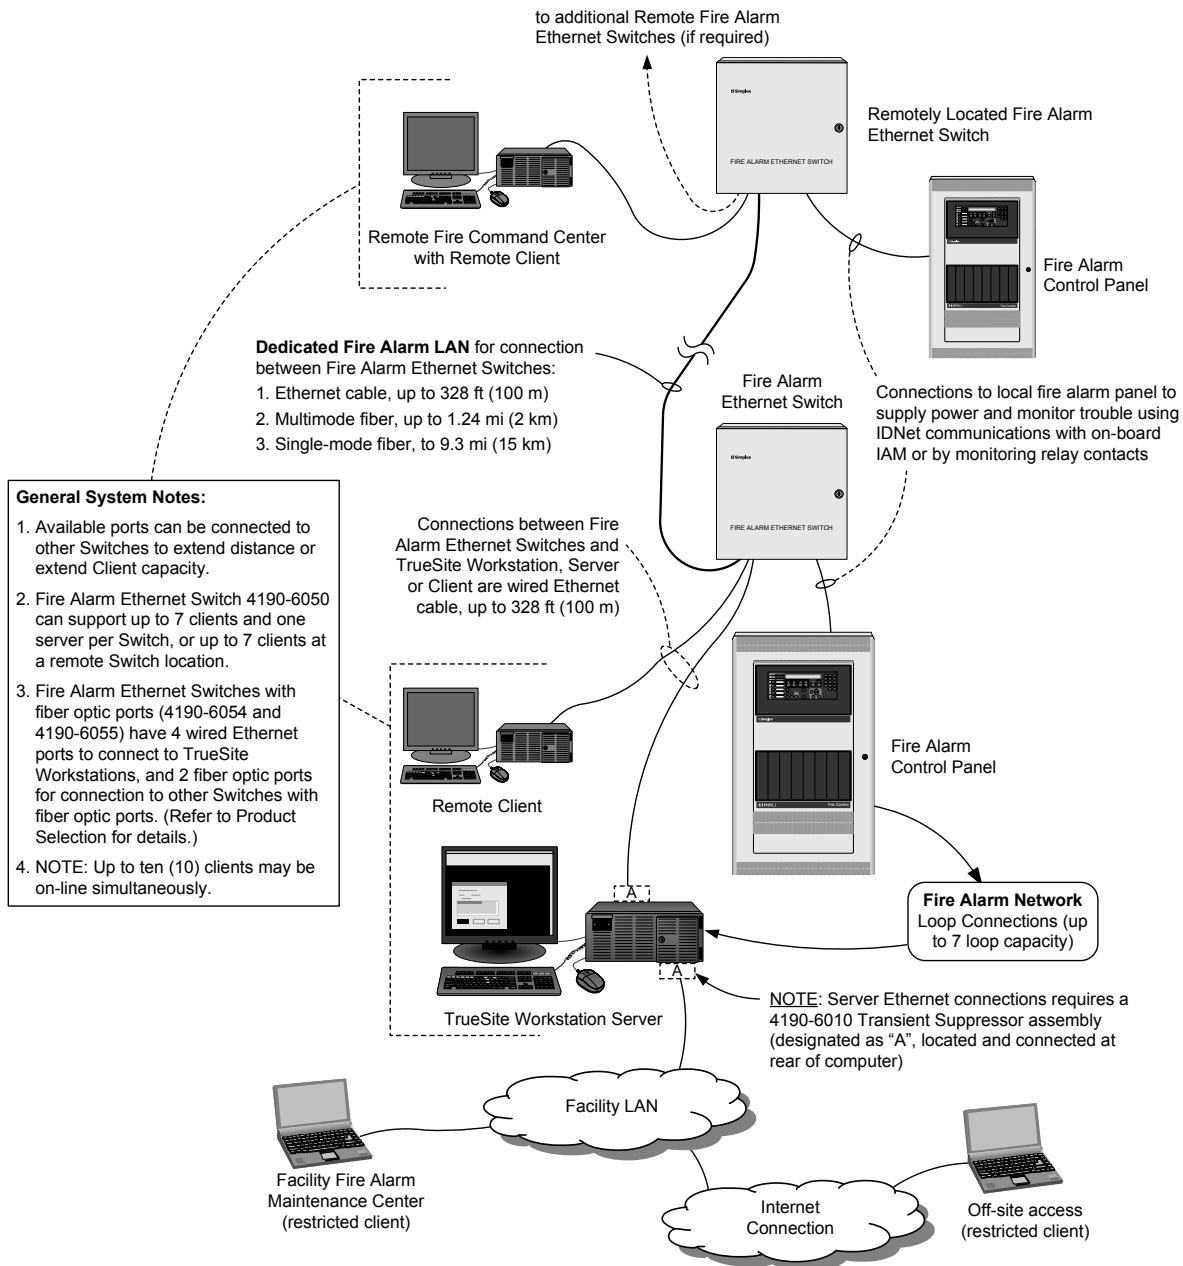 to additional Remote Fire Alarm
Ethernet Switches (if required)
Simplex
FIRE ALARM ETHERNET SWITCH
Remotely Located Fire Alarm
Ethernet Switch
Remote Fire Command Center
with Remote Client
Fire Alarm
Control Panel
Dedicated Fire Alarm LAN for connection
between Fire Alarm Ethernet Switches:
1. Ethernet cable, up to 328 ft (100 m)
2. Multimode fiber, up to 1.24 mi (2 km)
3. Single-mode fiber, to 9.3 mi (15 km)
Fire Alarm
Ethernet Switch
Connections to local fire alarm panel to
supply power and monitor trouble using
IDNet communications with on-board
IAM or by monitoring relay contacts
Simplex
FIRE ALARM ETHERNET SWITCH
General System Notes:
1. Available ports can be connected to
other Switches to extend distance or
extend Client capacity.
2. Fire Alarm Ethernet Switch 4190-6050
can support up to 7 clients and one
server per Switch, or up to 7 clients at
a remote Switch location.
3. Fire Alarm Ethernet Switches with
fiber optic ports (4190-6054 and
4190-6055) have 4 wired Ethernet
ports to connect to TrueSite
Workstations, and 2 fiber optic ports
for connection to other Switches with
fiber optic ports. (Refer to Product
Selection for details.)
4. NOTE: Up to ten (10) clients may be
on-line simultaneously.
Connections between Fire
Alarm Ethernet Switches and
TrueSite Workstation, Server
or Client are wired Ethernet
cable, up to 328 ft (100 m)
Remote Client
Fire Alarm
Control Panel
Fire Control
A
Fire Alarm Network
Loop Connections (up
to 7 loop capacity)
A
TrueSite Workstation Server
NOTE: Server Ethernet connections requires a
4190-6010 Transient Suppressor assembly
(designated as “A”, located and connected at
rear of computer)
Facility LAN
Facility Fire Alarm
Maintenance Center
(restricted client)
Internet
Connection
Off-site access
(restricted client)